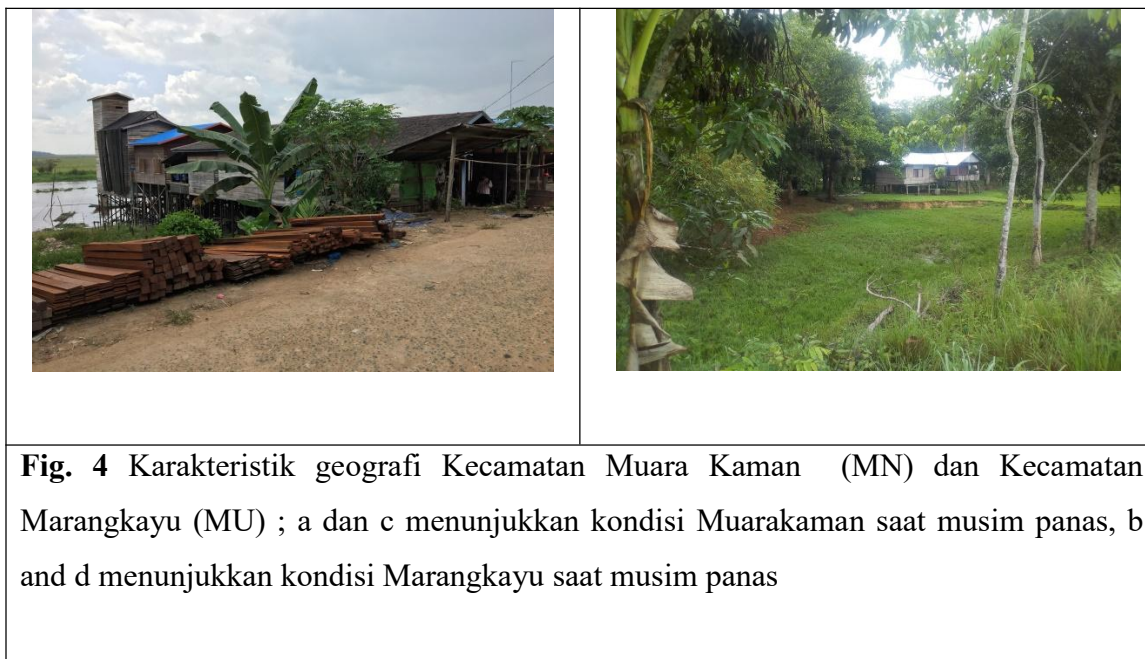 Fig. 4 Karakteristik geografi Kecamatan Muara Kaman (MN) dan Kecamatan
Marangkayu (MU) ; a dan c menunjukkan kondisi Muarakaman saat musim panas, b
and d menunjukkan kondisi Marangkayu saat musim panas